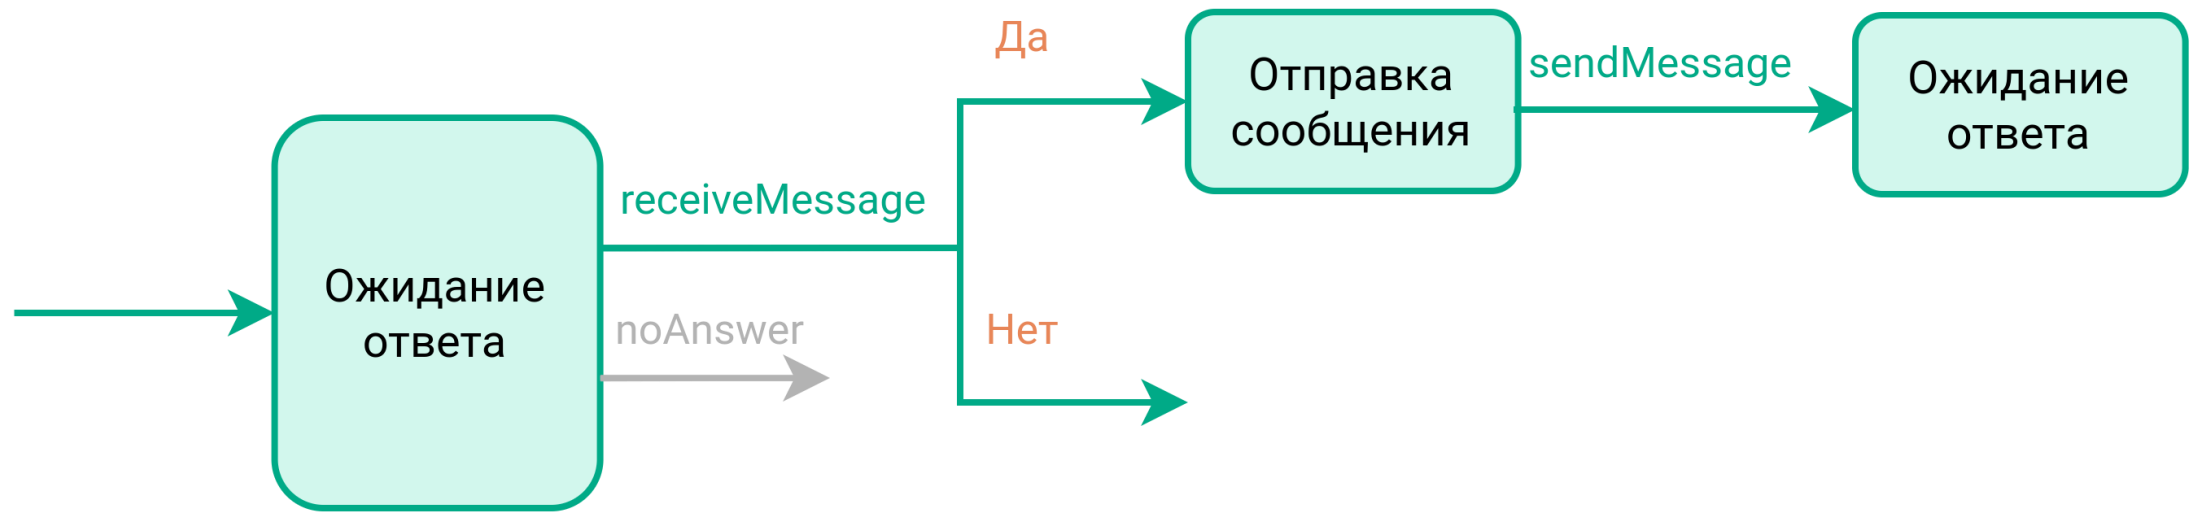 Ожидание
ответа
receiveMessage
noAnswer
Да
Нет
Отправка
сообщения
sendMessage
Ожидание
ответа